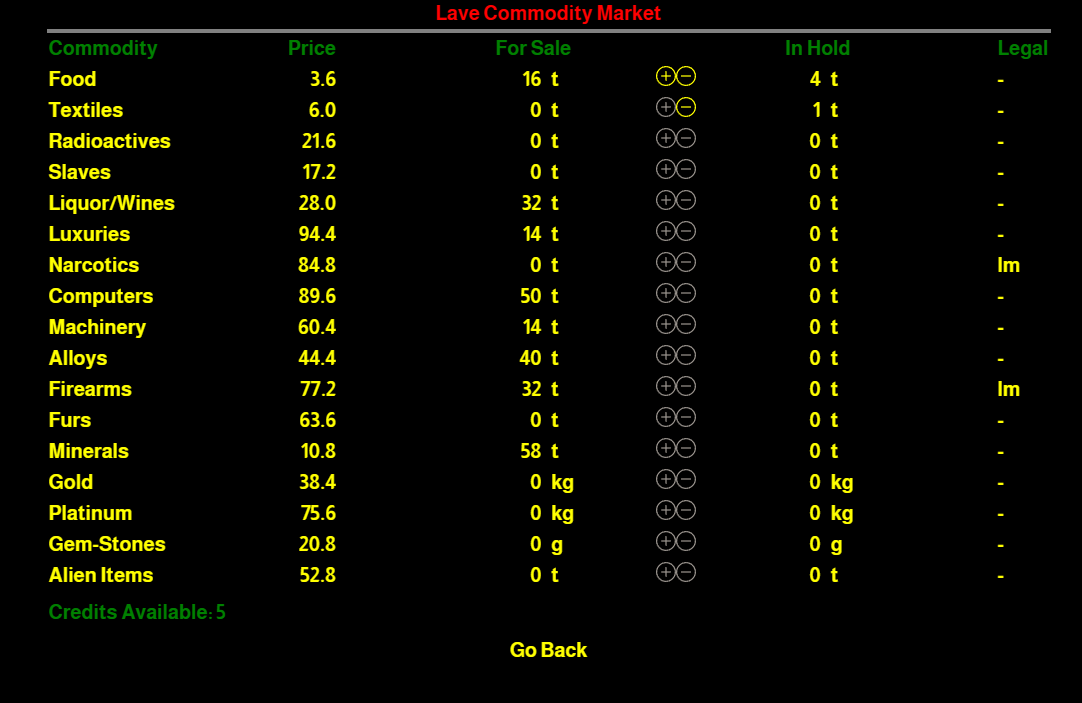 Lave Commodity Market
Commodity Price For Sale In Hold Legal
Food 3.6 16 t 4 t -
Textiles 6.0 0 t 1 t -
Radioactives 21.6 0 t 0 t -
Slaves 17.2 0 t 0 t -
Liquor/Wines 28.0 32 t 0 t -
Luxuries 94.4 14 t 0 t -
Narcotics 84.8 0 t 0 t Im
Computers 89.6 50 t 0 t -
Machinery 60.4 14 t 0 t -
Alloys 44.4 40 t 0 t -
Firearms 77.2 32 t 0 t Im
Furs 63.6 0 t 0 t -
Minerals 10.8 58 t 0 t -
Gold 38.4 0 kg 0 kg -
Platinum 75.6 0 kg 0 kg -
Gem-Stones 20.8 0 g 0 g -
Alien Items 52.8 0 t 0 t -
Credits Available: 5
Go Back